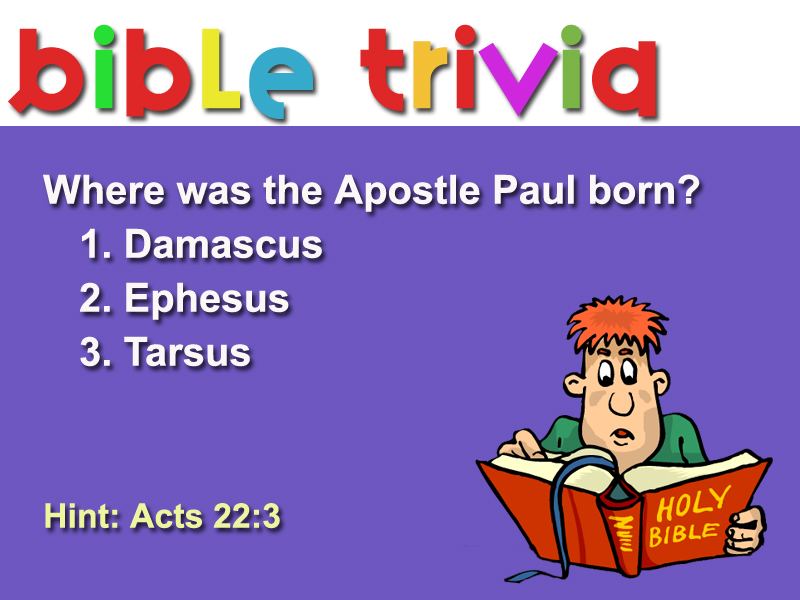 bible trivia
Where was the Apostle Paul born?
1. Damascus
2. Ephesus
3. Tarsus
Hint: Acts 22:3
HOLY
BIBLE